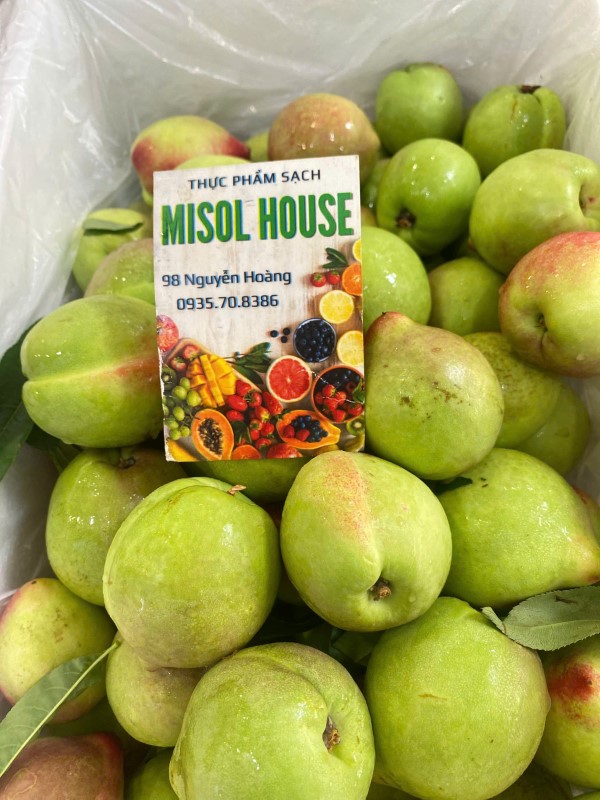 THỰC PHẨM SẠCH
MISOL HOUSE
98 Nguyễn Hoàng
0935.70.8386